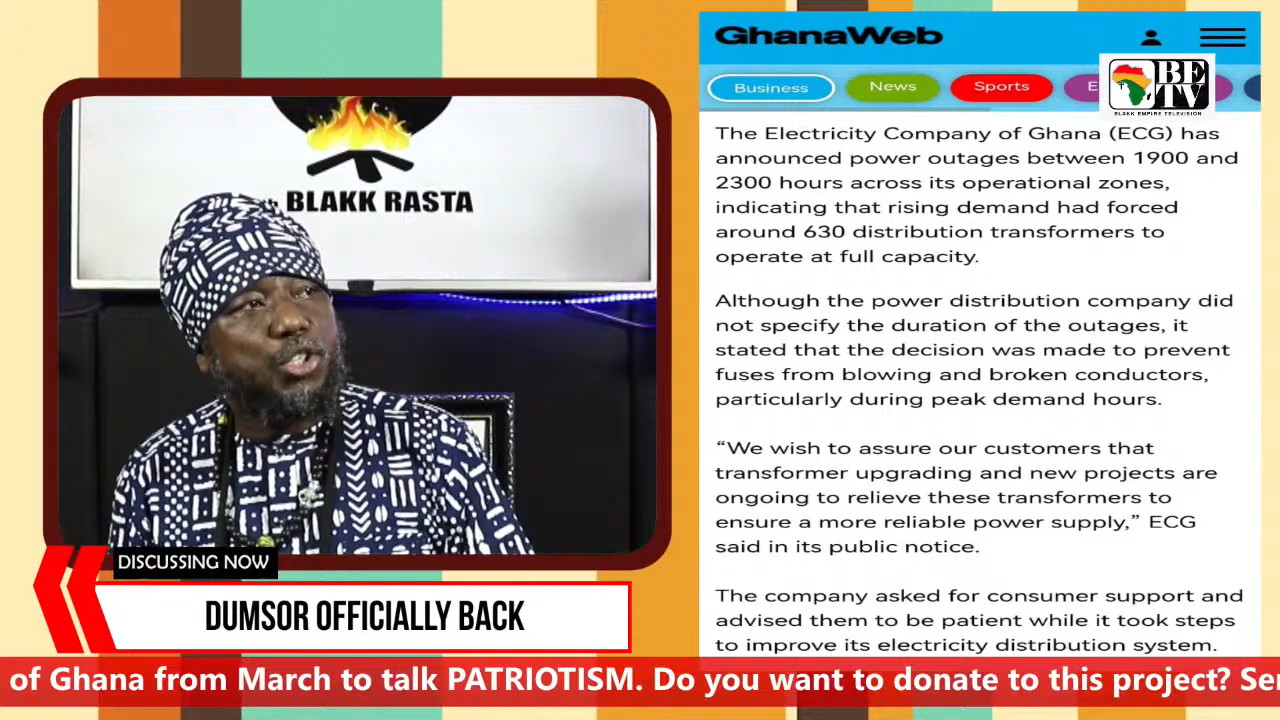 BLAKK RASTA
DISCUSSING NOW
DUMSOR OFFICIALLY BACK
GhanaWeb
Business
News
Sports
E
BE
TV
BLAKK EMPIRE TELEVISION
The Electricity Company of Ghana (ECG) has
announced power outages between 1900 and
2300 hours across its operational zones,
indicating that rising demand had forced
around 630 distribution transformers to
operate at full capacity.
Although the power distribution company did
not specify the duration of the outages, it
stated that the decision was made to prevent
fuses from blowing and broken conductors,
particularly during peak demand hours.
“We wish to assure our customers that
transformer upgrading and new projects are
ongoing to relieve these transformers to
ensure a more reliable power supply,” ECG
said in its public notice.
The company asked for consumer support and
advised them to be patient while it took steps
to improve its electricity distribution system.
of Ghana from March to talk PATRIOTISM. Do you want to donate to this project? Ser